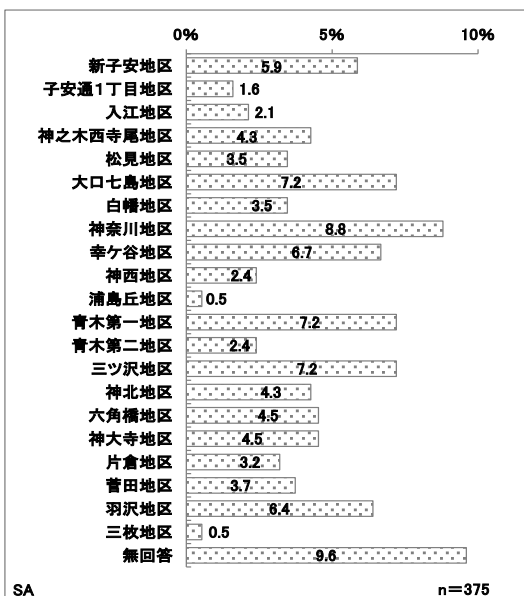 0% 5% 10%
新子安地区 5.9
子安通1丁目地区 1.6
入江地区 2.1
神之木西寺尾地区 4.3
松見地区 3.5
大口七島地区 7.2
白幡地区 3.5
神奈川地区 8.8
幸ケ谷地区 6.7
神西地区 2.4
浦島丘地区 0.5
青木第一地区 7.2
青木第二地区 2.4
三ツ沢地区 7.2
神北地区 4.3
六角橋地区 4.5
神大寺地区 4.5
片倉地区 3.2
菅田地区 3.7
羽沢地区 6.4
三枚地区 0.5
無回答 9.6
SA n=375